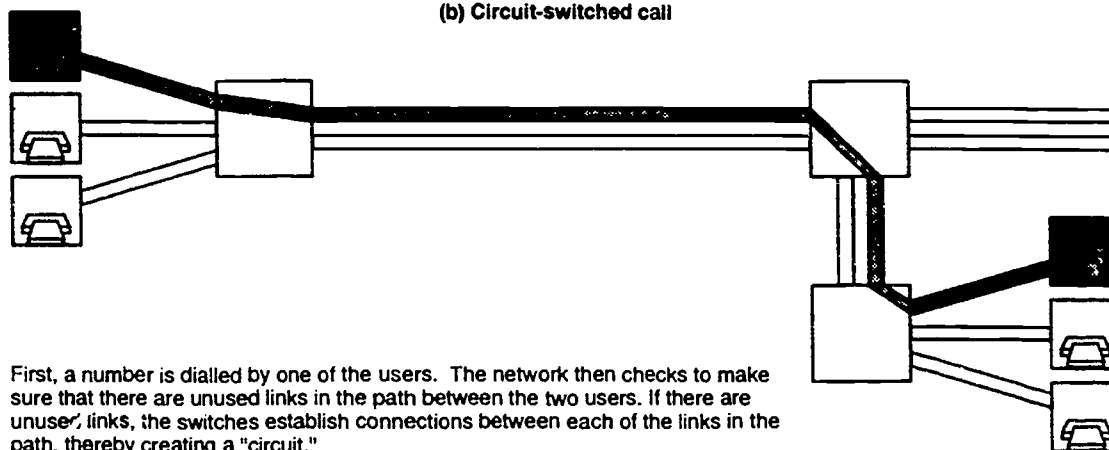 (b) Circuit-switched call
First, a number is dialled by one of the users. The network then checks to make
sure that there are unused links in the path between the two users. If there are
unused links, the switches establish connections between each of the links in the
path, thereby creating a "circuit."